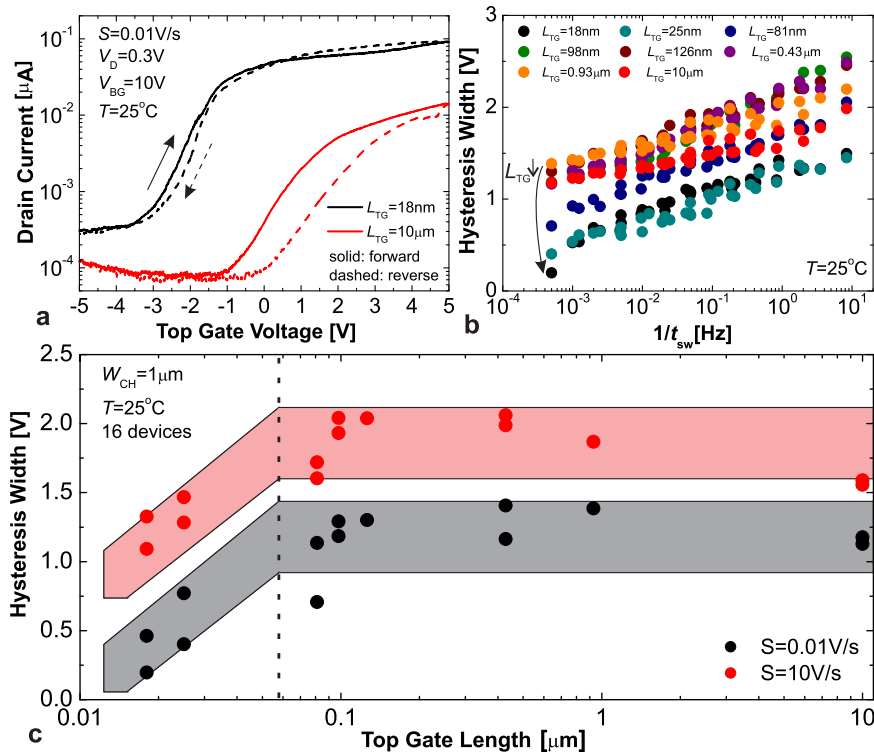 S=0.01V/s
V_D=0.3V
V_BG=10V
T=25°C
10⁻¹
10⁻²
10⁻³
10⁻⁴
Drain Current [μA]
L_TG=18nm
L_TG=10μm
solid: forward
dashed: reverse
-5 -4 -3 -2 -1 0 1 2 3 4 5
a
Top Gate Voltage [V]
L_TG=18nm L_TG=25nm L_TG=81nm
L_TG=98nm L_TG=126nm L_TG=0.43μm
L_TG=0.93μm L_TG=10μm
3
2
1
0
Hysteresis Width [V]
L_TG
T=25°C
10⁻⁴ 10⁻³ 10⁻² 10⁻¹ 10⁰ 10¹
b
1/t_sw[Hz]
W_CH=1μm
T=25°C
16 devices
2.5
2.0
1.5
1.0
0.5
0.0
Hysteresis Width [V]
S=0.01V/s
S=10V/s
0.01 0.1 1 10
c
Top Gate Length [μm]